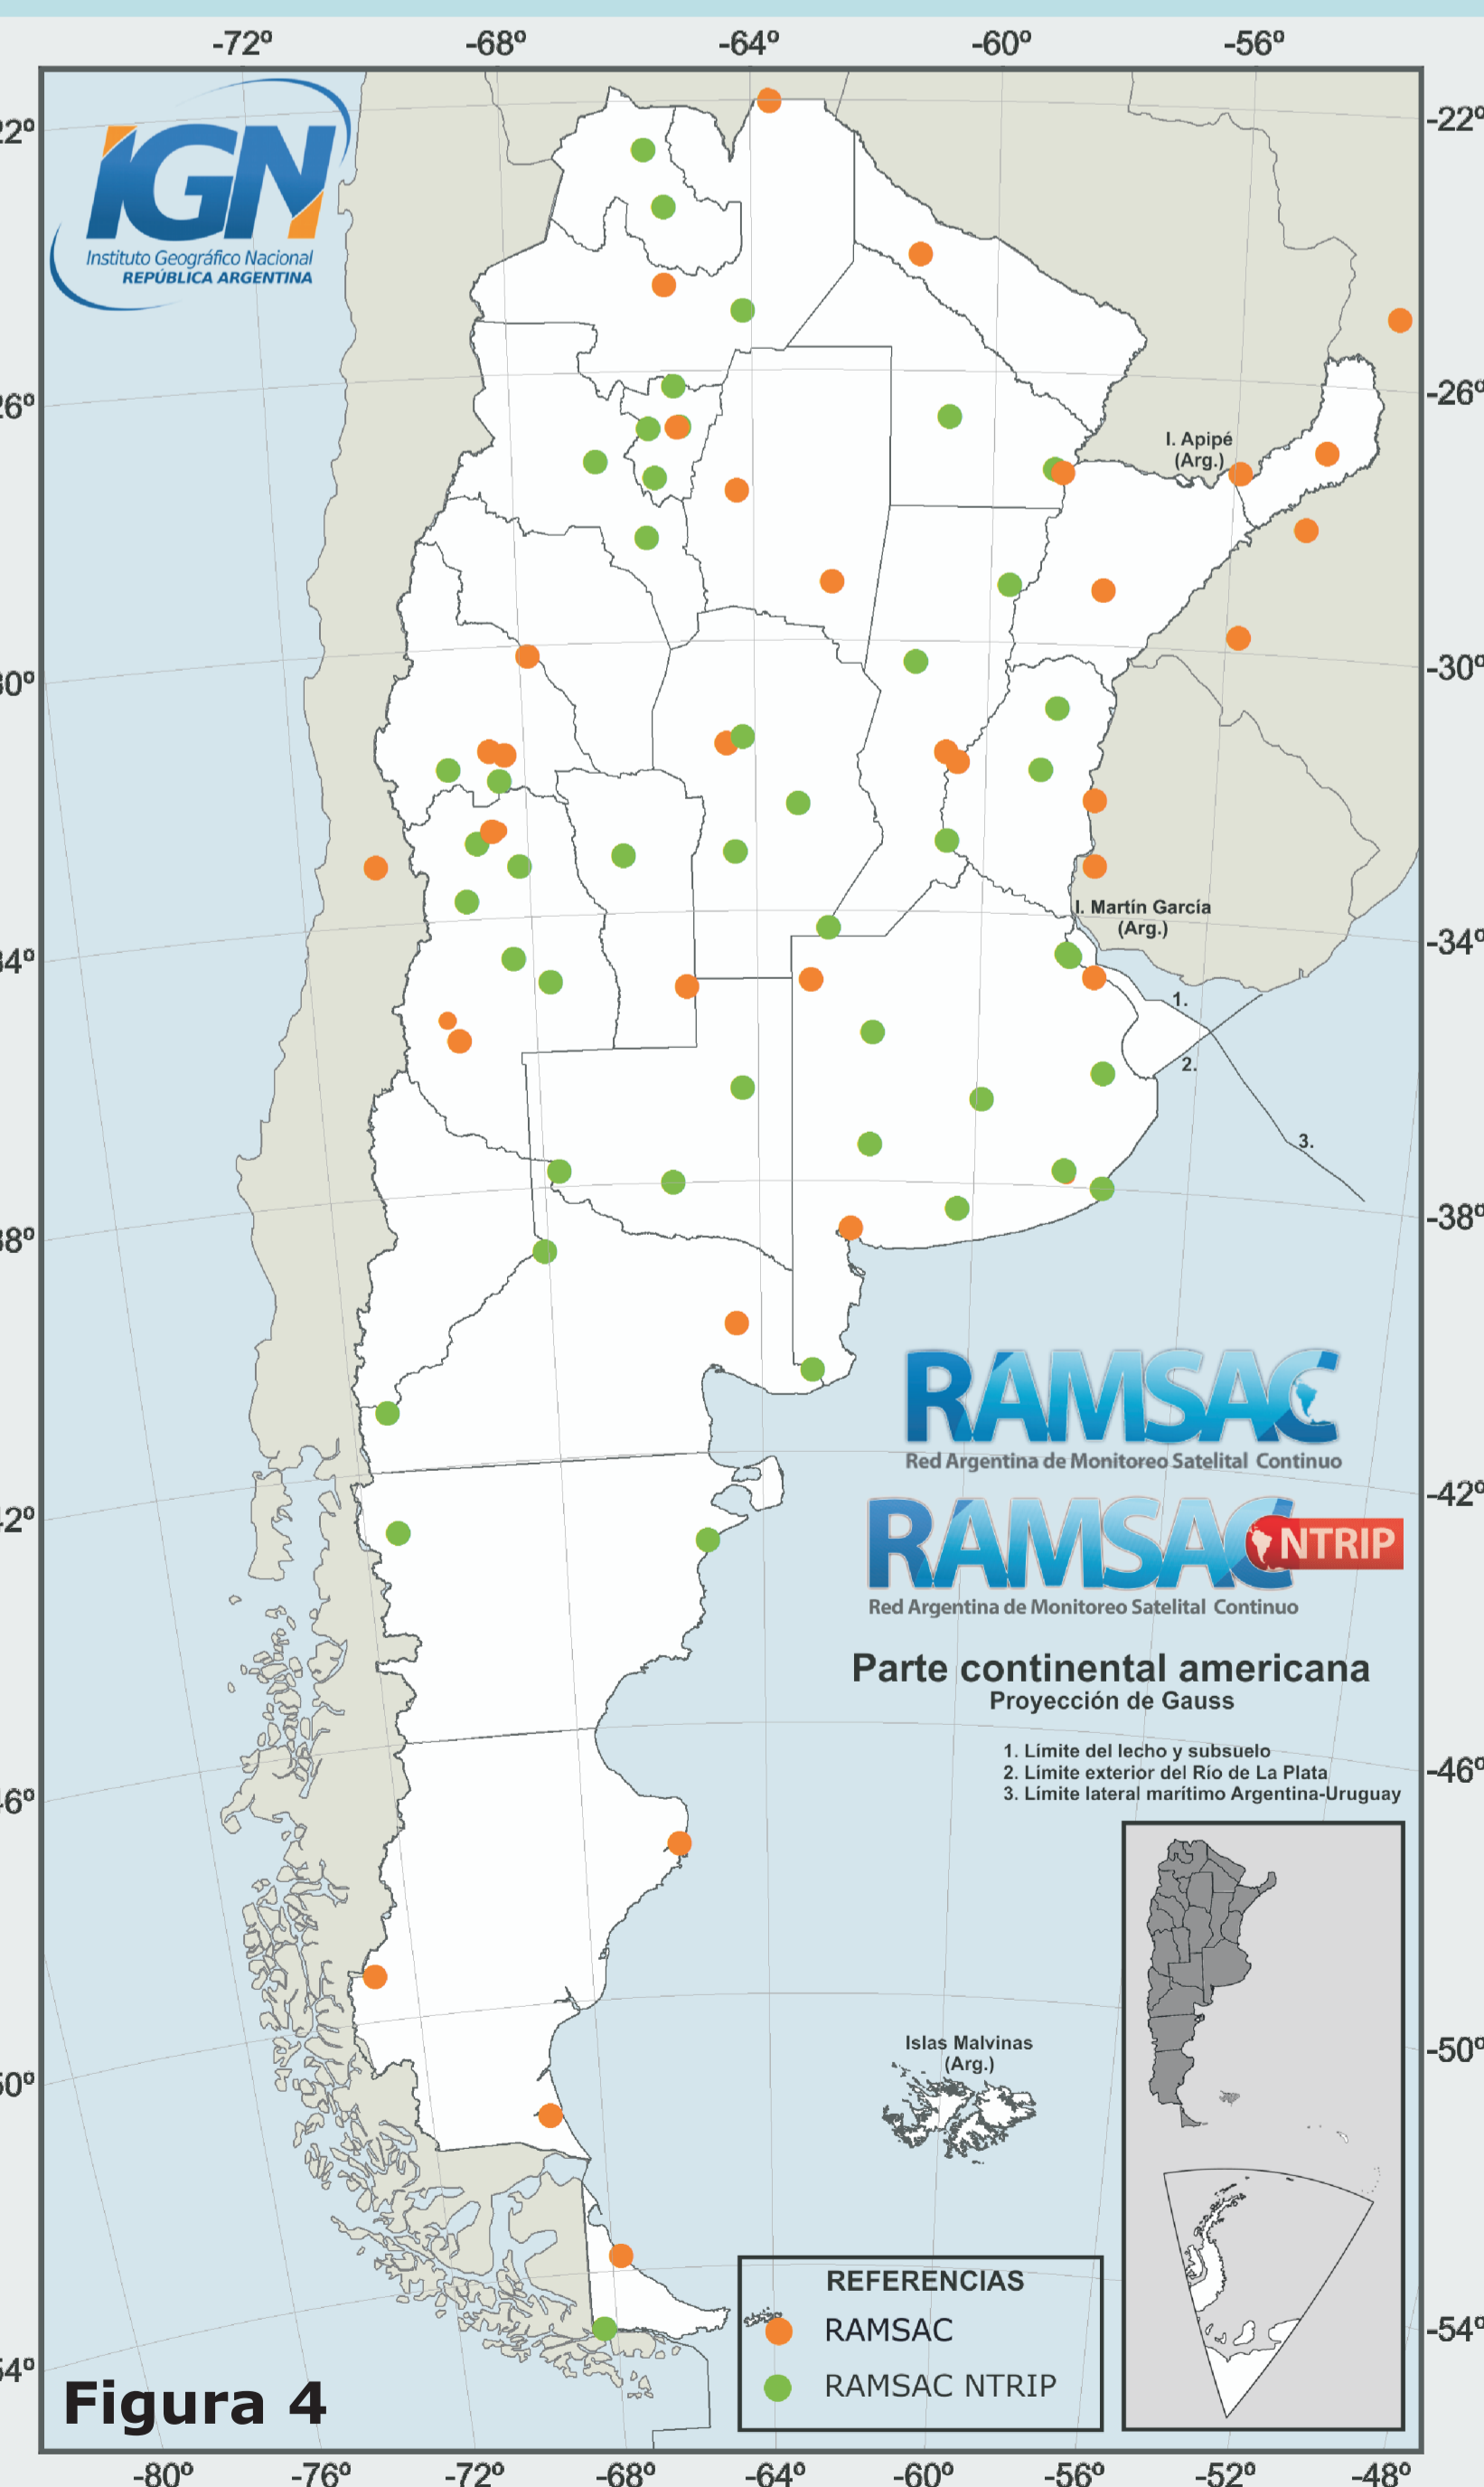 -72º -68º -64º -60º -56º
22º -22º
IGN
Instituto Geográfico Nacional
REPÚBLICA ARGENTINA
26º -26º
I. Apipé
(Arg.)
30º -30º
I. Martín García
(Arg.)
34º -34º
1.
2.
3.
38º -38º
RAMSAC
Red Argentina de Monitoreo Satelital Continuo
42º -42º
RAMSAC NTRIP
Red Argentina de Monitoreo Satelital Continuo
Parte continental americana
Proyección de Gauss
1. Límite del lecho y subsuelo
2. Límite exterior del Río de La Plata
3. Límite lateral marítimo Argentina-Uruguay
46º -46º
Islas Malvinas
(Arg.)
50º -50º
REFERENCIAS
RAMSAC
RAMSAC NTRIP
54º -54º
Figura 4
-80º -76º -72º -68º -64º -60º -56º -52º -48º